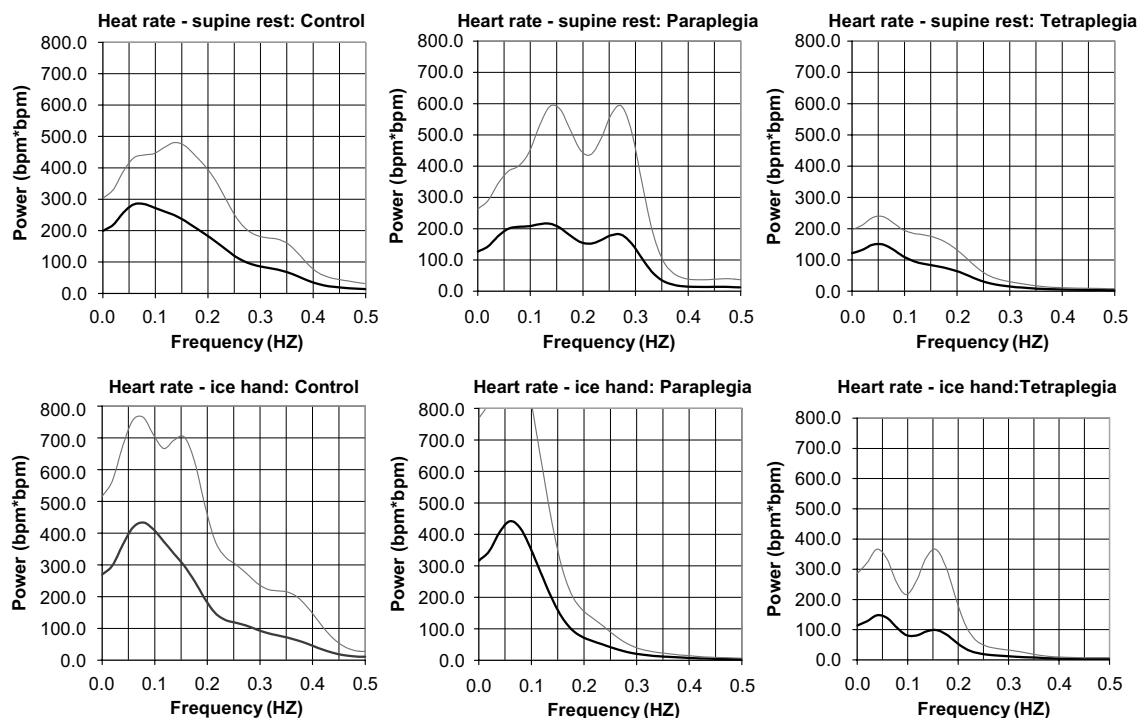 Heat rate - supine rest: Control
800.0
700.0
600.0
500.0
400.0
300.0
200.0
100.0
0.0
Power (bpm*bpm)
0.0 0.1 0.2 0.3 0.4 0.5
Frequency (HZ)
Heart rate - supine rest: Paraplegia
800.0
700.0
600.0
500.0
400.0
300.0
200.0
100.0
0.0
Power (bpm*bpm)
0.0 0.1 0.2 0.3 0.4 0.5
Frequency (HZ)
Heart rate - supine rest: Tetraplegia
800.0
700.0
600.0
500.0
400.0
300.0
200.0
100.0
0.0
Power (bpm*bpm)
0.0 0.1 0.2 0.3 0.4 0.5
Frequency (HZ)
Heart rate - ice hand: Control
800.0
700.0
600.0
500.0
400.0
300.0
200.0
100.0
0.0
Power (bpm*bpm)
0.0 0.1 0.2 0.3 0.4 0.5
Frequency (HZ)
Heart rate - ice hand: Paraplegia
800.0
700.0
600.0
500.0
400.0
300.0
200.0
100.0
0.0
Power (bpm*bpm)
0.0 0.1 0.2 0.3 0.4 0.5
Frequency (HZ)
Heart rate - ice hand:Tetraplegia
800.0
700.0
600.0
500.0
400.0
300.0
200.0
100.0
0.0
Power (bpm*bpm)
0.0 0.1 0.2 0.3 0.4 0.5
Frequency (HZ)